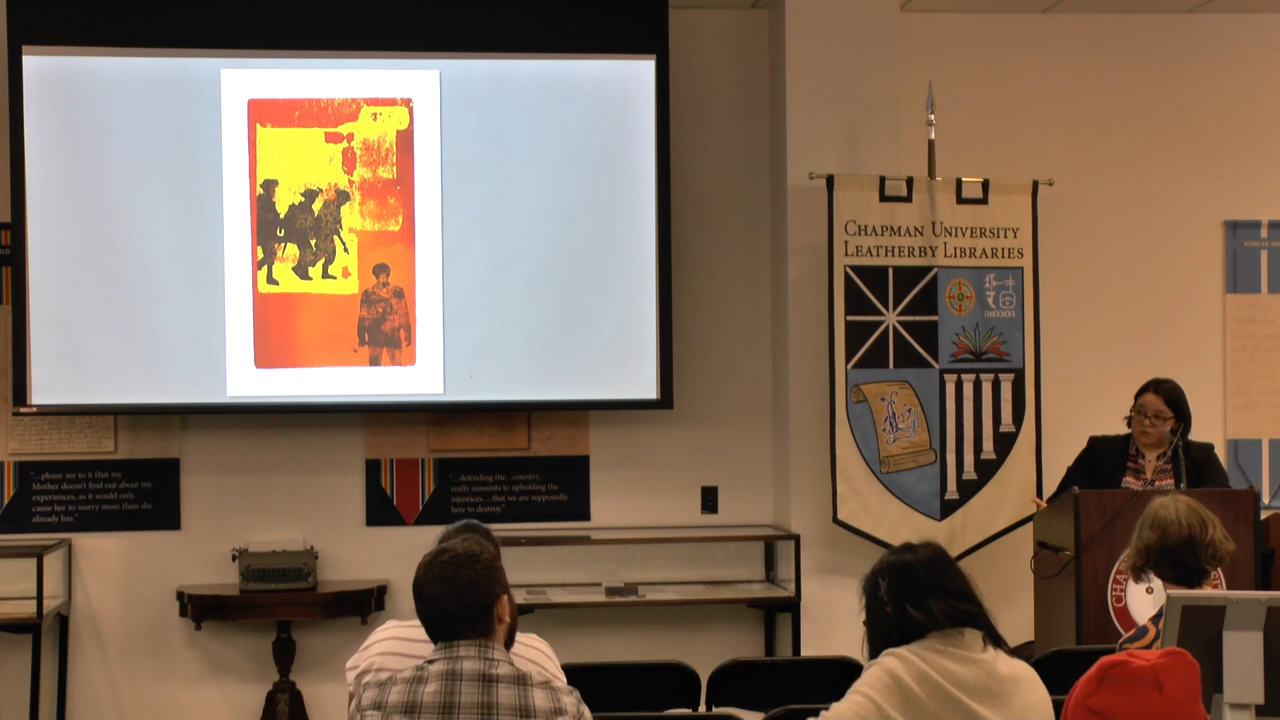 CHAPMAN UNIVERSITY
LEATHERBY LIBRARIES
"...please see to it that my
Mother doesn't find out about my
experiences, as it would only
cause her to worry more than she
already has."
"...defending the...country...
really amounts to upholding the
injustices... that we are supposedly
here to destroy."
KOREAN
CHA